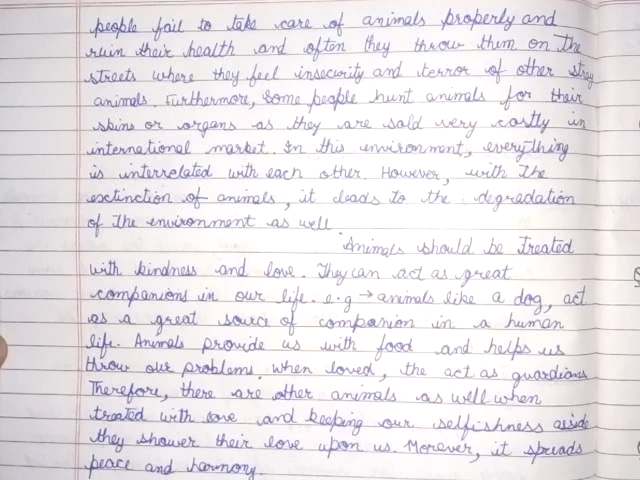 people fail to take care of animals properly and
ruin their health and often they throw them on the
streets where they feel insecurity and terror of other stray
animals. Furthermore, some people hunt animals for their
skins or organs as they are sold very costly in
international market. In this environment, everything
is interrelated with each other. However, with the
exctinction of animals, it leads to the degradation
of the environment as well.
Animals should be treated
with kindness and love. They can act as great
companions in our life. e.g → animals like a dog, act
as a great source of companion in a human
life. Animals provide us with food and helps us
throw our problems. When loved, the act as guardians
Therefore, there are other animals as well when
treated with love and keeping our selfishness aside
they shower their love upon us. Morever, it spreads
peace and harmony.